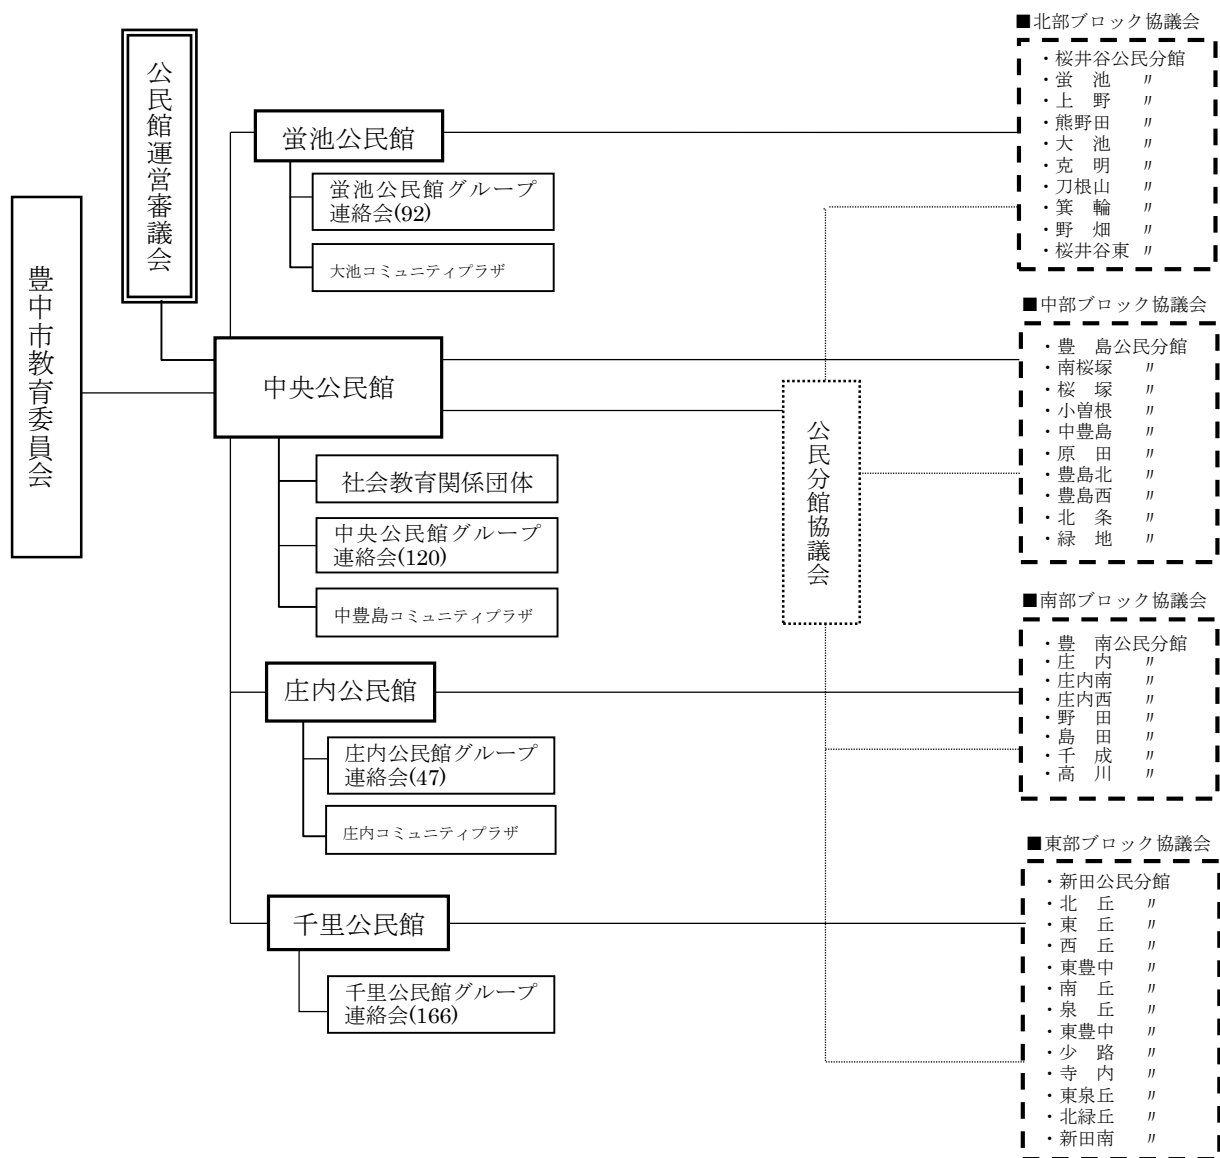 豊中市教育委員会
公民館運営審議会
蛍池公民館
蛍池公民館グループ
連絡会(92)
大池コミュニティプラザ
中央公民館
社会教育関係団体
中央公民館グループ
連絡会(120)
中豊島コミュニティプラザ
庄内公民館
庄内公民館グループ
連絡会(47)
庄内コミュニティプラザ
千里公民館
千里公民館グループ
連絡会(166)
公民分館協議会
■北部ブロック協議会
・桜井谷公民分館
・蛍 池 〃
・上 野 〃
・熊野田 〃
・大 池 〃
・克 明 〃
・刀根山 〃
・箕 輪 〃
・野 畑 〃
・桜井谷東 〃
■中部ブロック協議会
・豊 島公民分館
・南桜塚 〃
・桜 塚 〃
・小曽根 〃
・中豊島 〃
・原 田 〃
・豊島北 〃
・豊島西 〃
・北 条 〃
・緑 地 〃
■南部ブロック協議会
・豊 南公民分館
・庄 内 〃
・庄内南 〃
・庄内西 〃
・野 田 〃
・島 田 〃
・千 成 〃
・高 川 〃
■東部ブロック協議会
・新田公民分館
・北 丘 〃
・東 丘 〃
・西 丘 〃
・東豊中 〃
・南 丘 〃
・泉 丘 〃
・東豊中 〃
・少 路 〃
・寺 内 〃
・東泉丘 〃
・北緑丘 〃
・新田南 〃